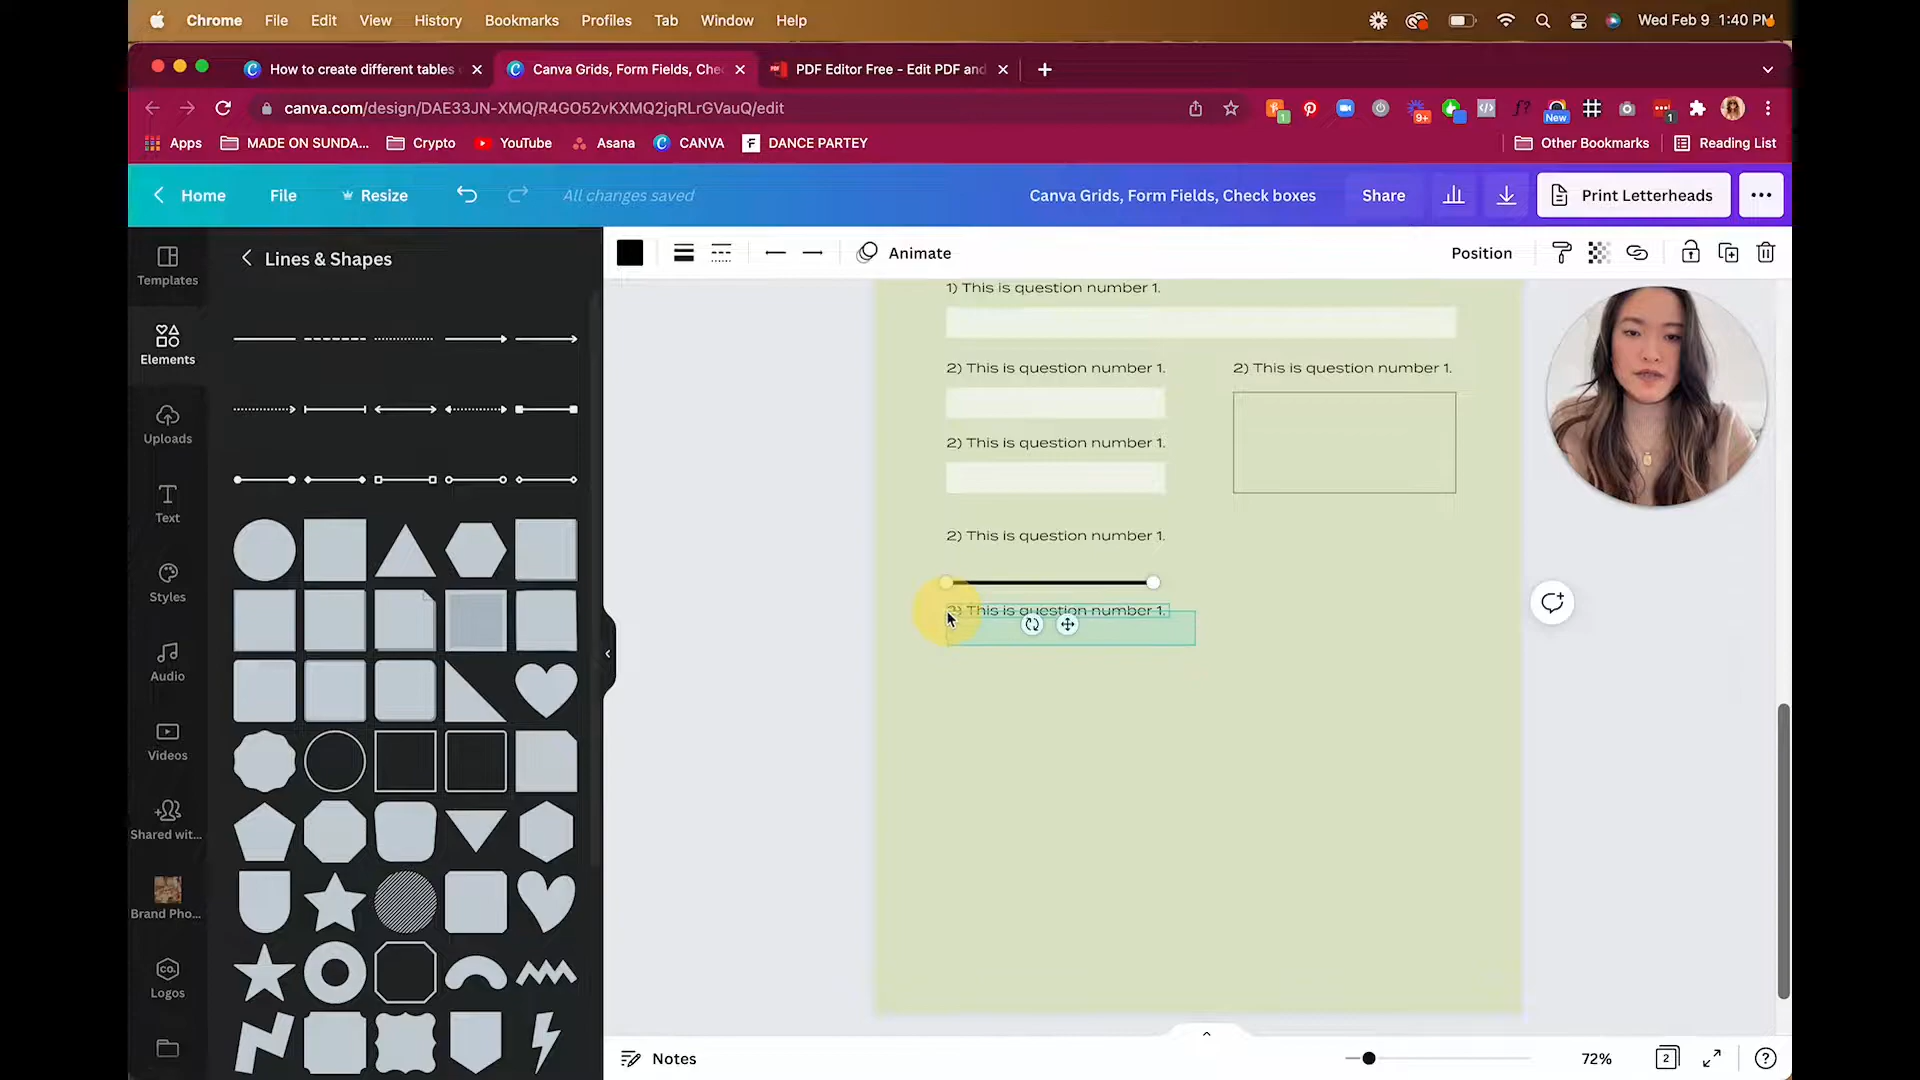 Chrome File Edit View History Bookmarks Profiles Tab Window Help
Wed Feb 9 1:40 PM
How to create different tables
Canva Grids, Form Fields, Che
PDF Editor Free - Edit PDF and
canva.com/design/DAE33JN-XMQ/R4GO52vKXMQ2jqRLrGVauQ/edit
1
9+
f?
New
1
Apps
MADE ON SUNDA...
Crypto
YouTube
Asana
CANVA
F DANCE PARTEY
Other Bookmarks
Reading List
Home
File
Resize
All changes saved
Canva Grids, Form Fields, Check boxes
Share
Print Letterheads
Templates
Elements
Uploads
Text
Styles
Audio
Videos
Shared wit...
Brand Pho...
CO.
Logos
Lines & Shapes
Animate
Position
1) This is question number 1.
2) This is question number 1.
2) This is question number 1.
2) This is question number 1.
2) This is question number 1.
2) This is question number 1.
Notes
72%
2
?